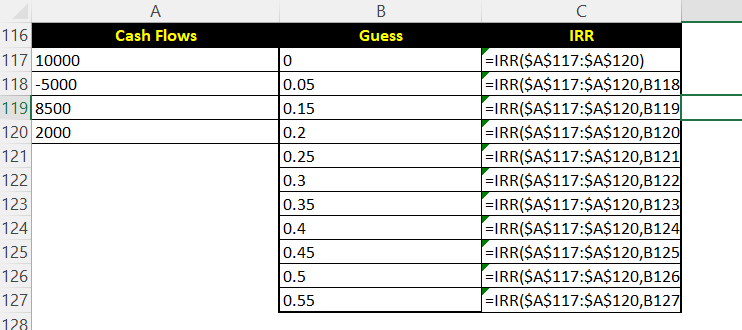 A B C
116 Cash Flows Guess IRR
117 10000 0 =IRR($A$117:$A$120)
118 -5000 0.05 =IRR($A$117:$A$120,B118
119 8500 0.15 =IRR($A$117:$A$120,B119
120 2000 0.2 =IRR($A$117:$A$120,B120
121 0.25 =IRR($A$117:$A$120,B121
122 0.3 =IRR($A$117:$A$120,B122
123 0.35 =IRR($A$117:$A$120,B123
124 0.4 =IRR($A$117:$A$120,B124
125 0.45 =IRR($A$117:$A$120,B125
126 0.5 =IRR($A$117:$A$120,B126
127 0.55 =IRR($A$117:$A$120,B127
128